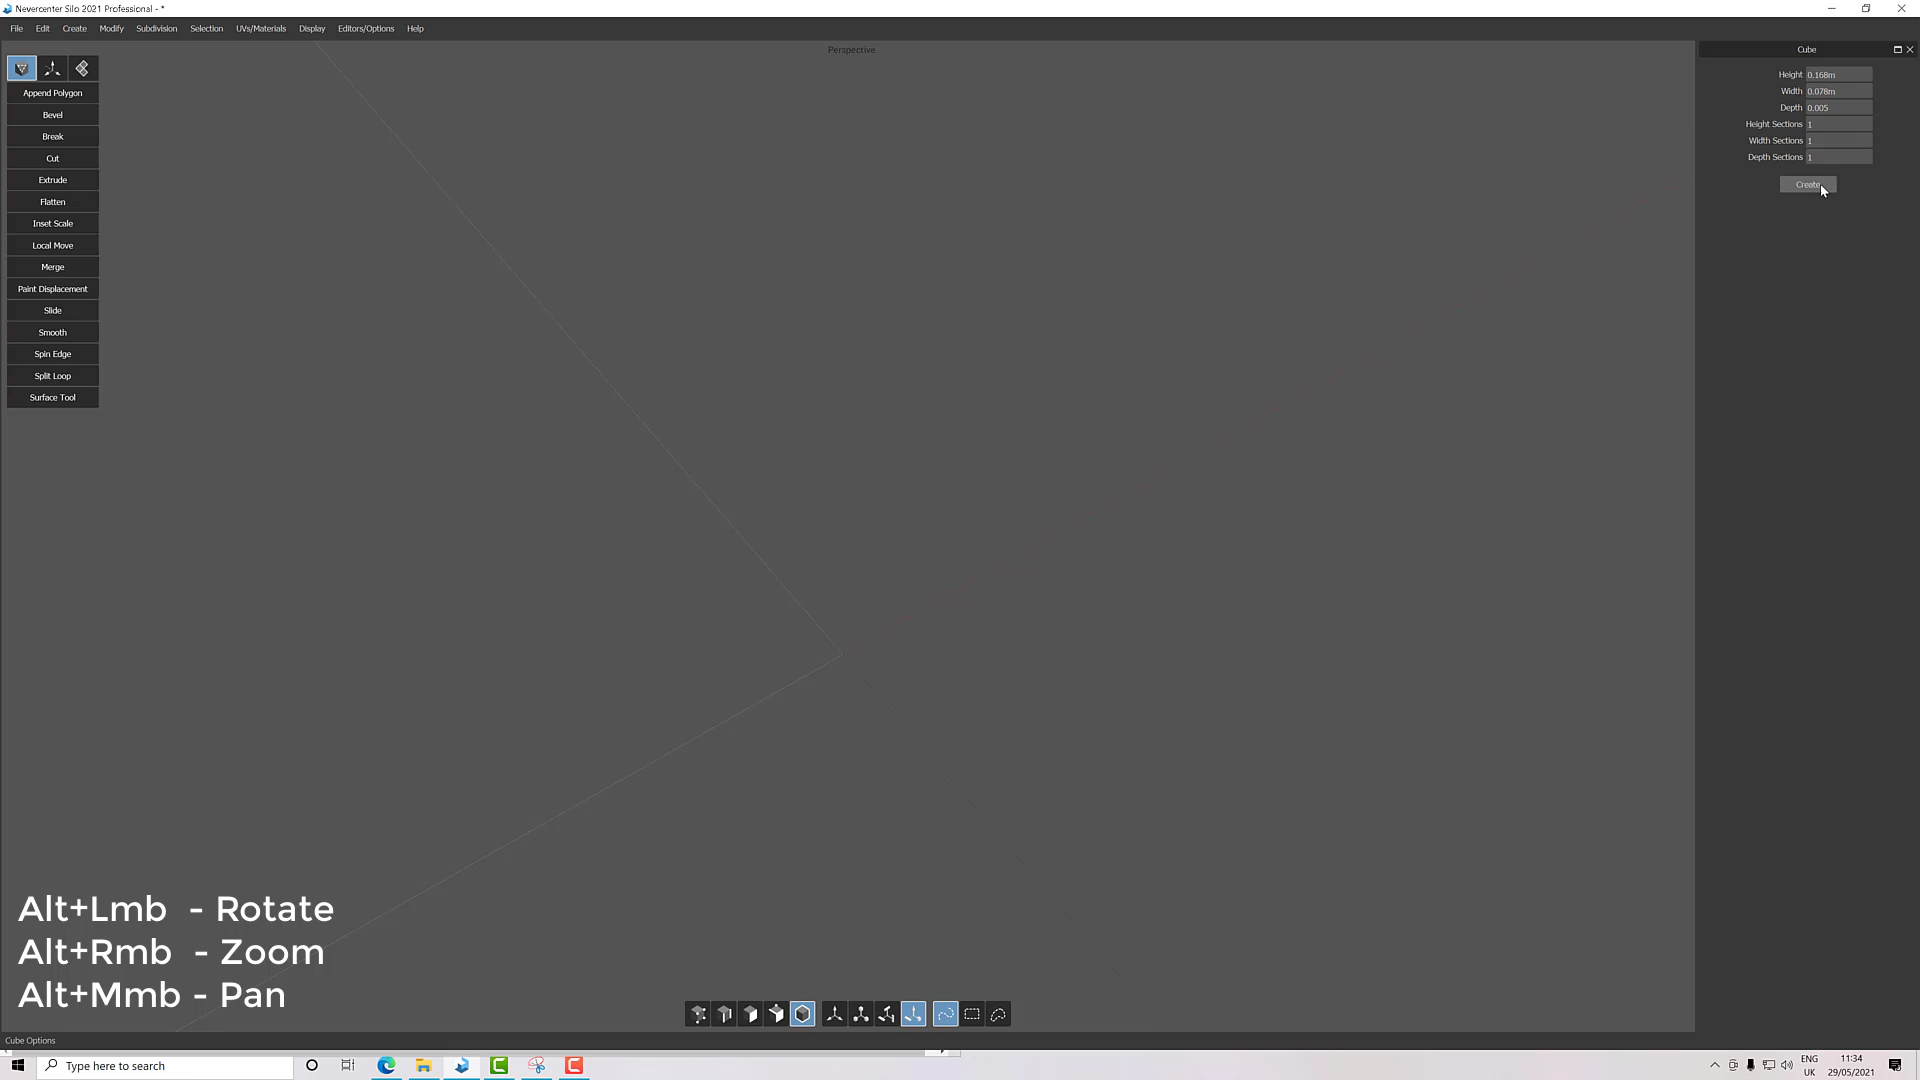 Nevercenter Silo 2021 Professional - *
File Edit Create Modify Subdivision Selection UVs/Materials Display Editors/Options Help
Perspective
Cube
Append Polygon
Bevel
Break
Cut
Extrude
Flatten
Inset Scale
Local Move
Merge
Paint Displacement
Slide
Smooth
Spin Edge
Split Loop
Surface Tool
Height 0.168m
Width 0.078m
Depth 0.005
Height Sections 1
Width Sections 1
Depth Sections 1
Create
Alt+Lmb - Rotate
Alt+Rmb - Zoom
Alt+Mmb - Pan
Cube Options
Type here to search
ENG
UK
11:34
29/05/2021